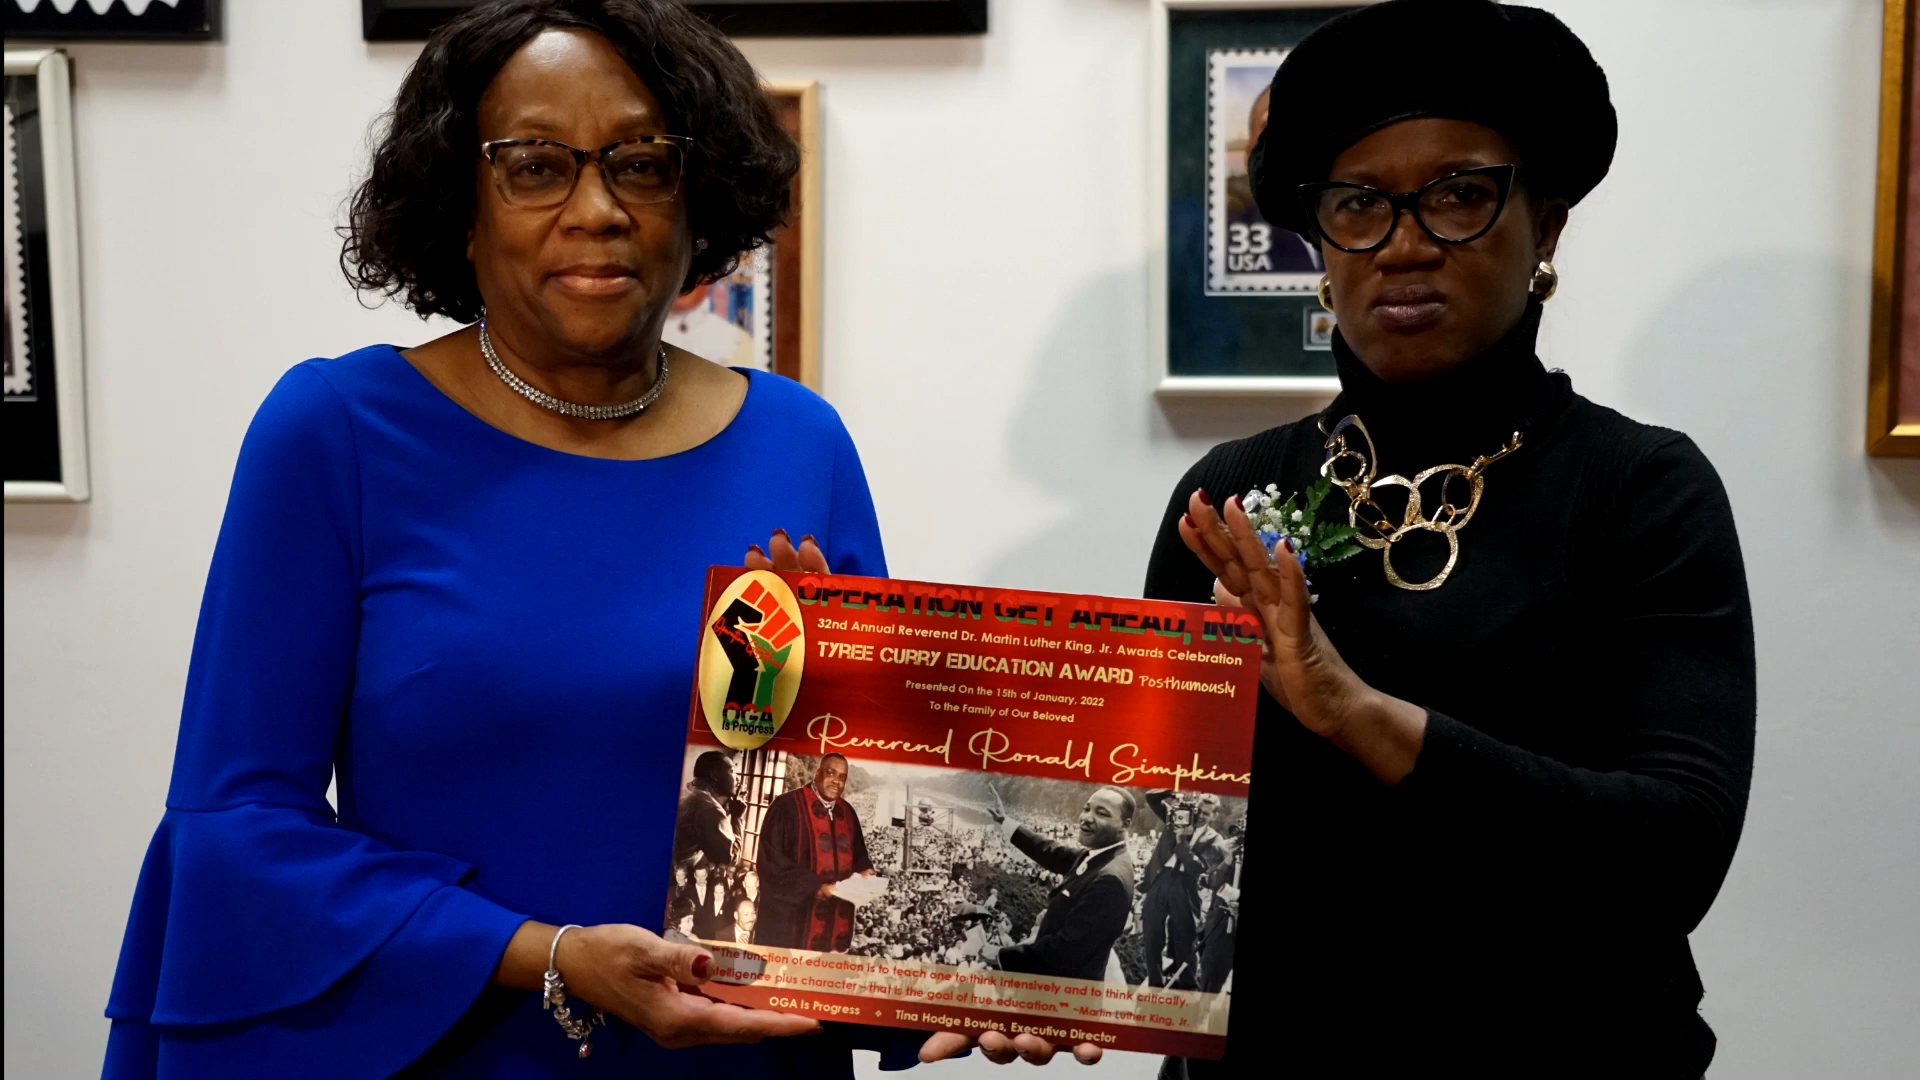 33
USA
OPERATION GET AHEAD, INC.
32nd Annual Reverend Dr. Martin Luther King, Jr. Awards Celebration
TYREE CURRY EDUCATION AWARD Posthumously
Presented On the 15th of January, 2022
To the Family of Our Beloved
Reverend Ronald Simpkins
OGA
Is Progress
"The function of education is to teach one to think intensively and to think critically.
Intelligence plus character - that is the goal of true education." ~Martin Luther King, Jr.
OGA Is Progress ❖ Tina Hodge Bowles, Executive Director